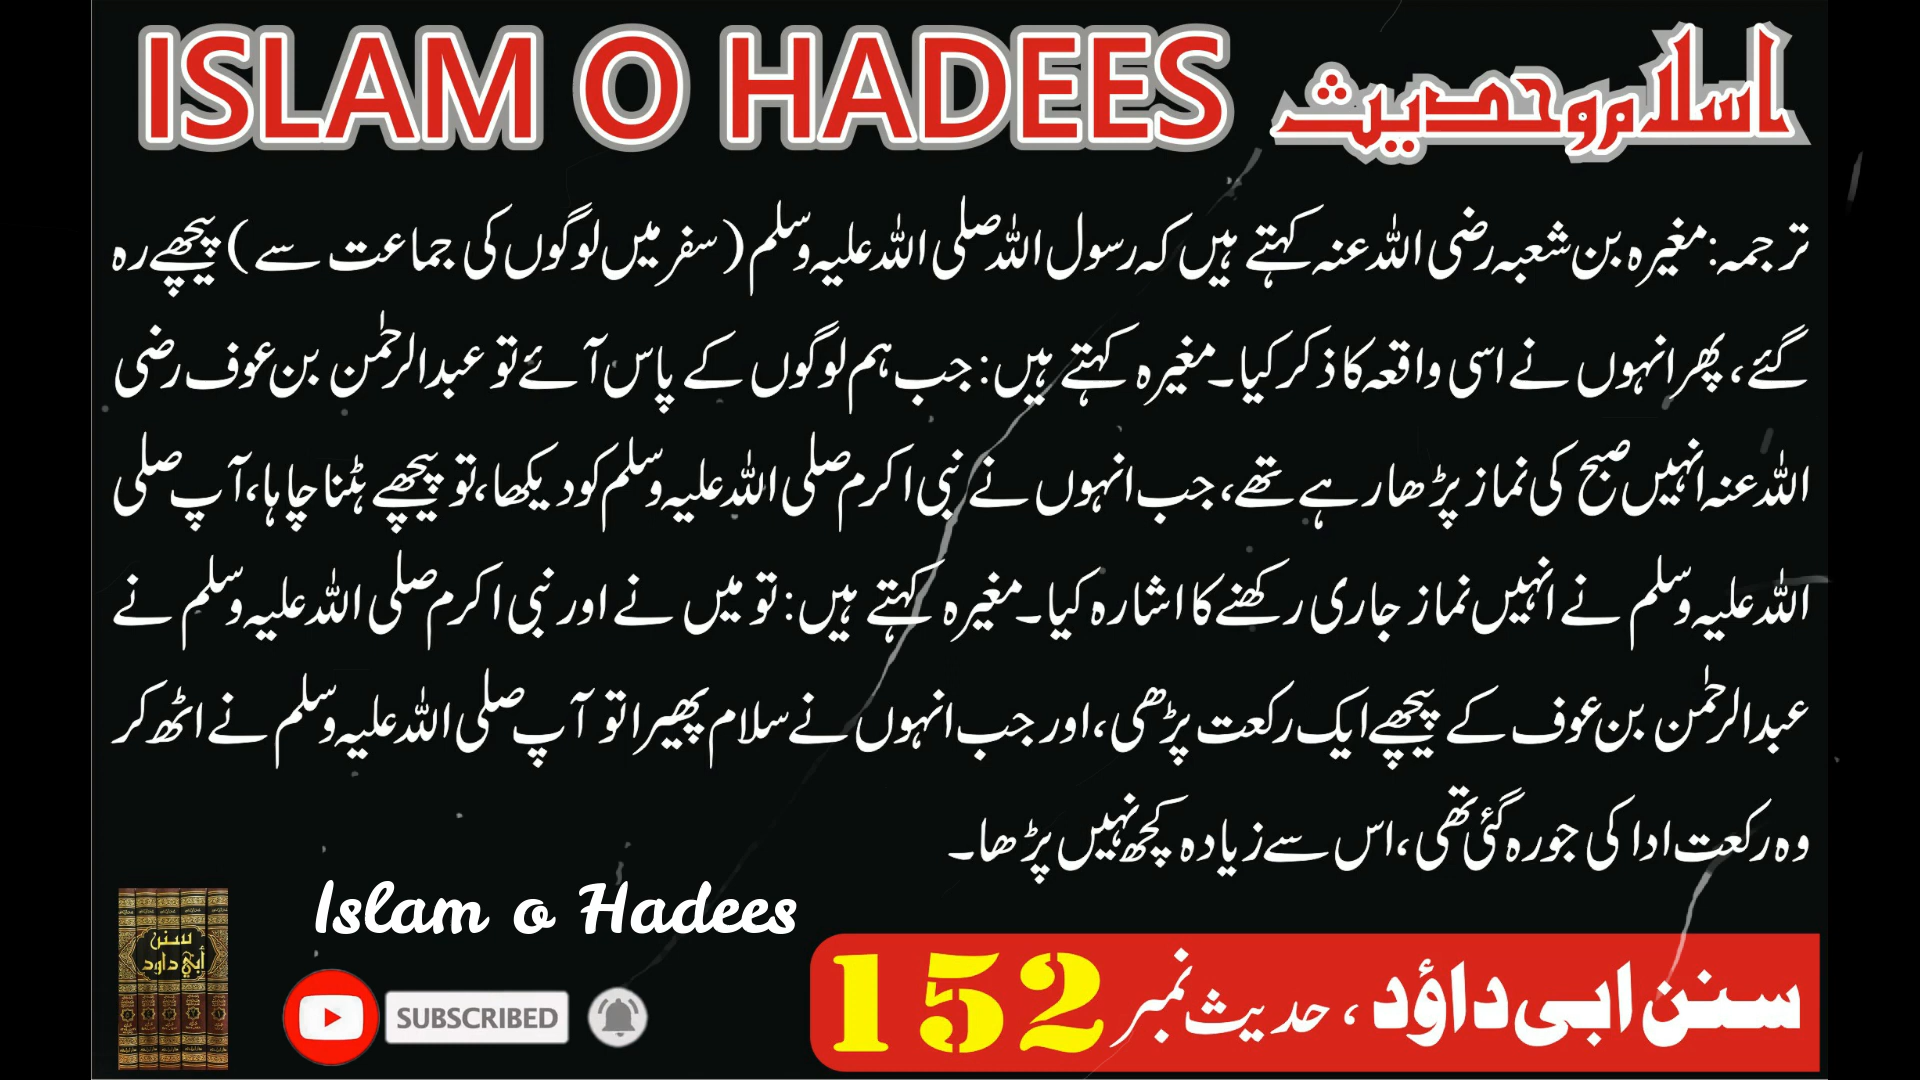 ISLAM O HADEES اسلام و حدیث
ترجمہ: مغیرہ بن شعبہ رضی اللہ عنہ کہتے ہیں کہ رسول اللہ صلی اللہ علیہ وسلم (سفر میں لوگوں کی جماعت سے) پیچھے رہ
گئے، پھر انہوں نے اسی واقعہ کا ذکر کیا۔ مغیرہ کہتے ہیں: جب ہم لوگوں کے پاس آئے تو عبدالرحمٰن بن عوف رضی
اللہ عنہ انہیں صبح کی نماز پڑھا رہے تھے، جب انہوں نے نبی اکرم صلی اللہ علیہ وسلم کو دیکھا، تو پیچھے ہٹنا چاہا، آپ صلی
اللہ علیہ وسلم نے انہیں نماز جاری رکھنے کا اشارہ کیا۔ مغیرہ کہتے ہیں: تو میں نے اور نبی اکرم صلی اللہ علیہ وسلم نے
عبدالرحمٰن بن عوف کے پیچھے ایک رکعت پڑھی، اور جب انہوں نے سلام پھیرا تو آپ صلی اللہ علیہ وسلم نے اٹھ کر
وہ رکعت ادا کی جو رہ گئی تھی، اس سے زیادہ کچھ نہیں پڑھا۔
Islam o Hadees
سنن
أبي داود
SUBSCRIBED
سنن ابی داؤد ، حدیث نمبر 152